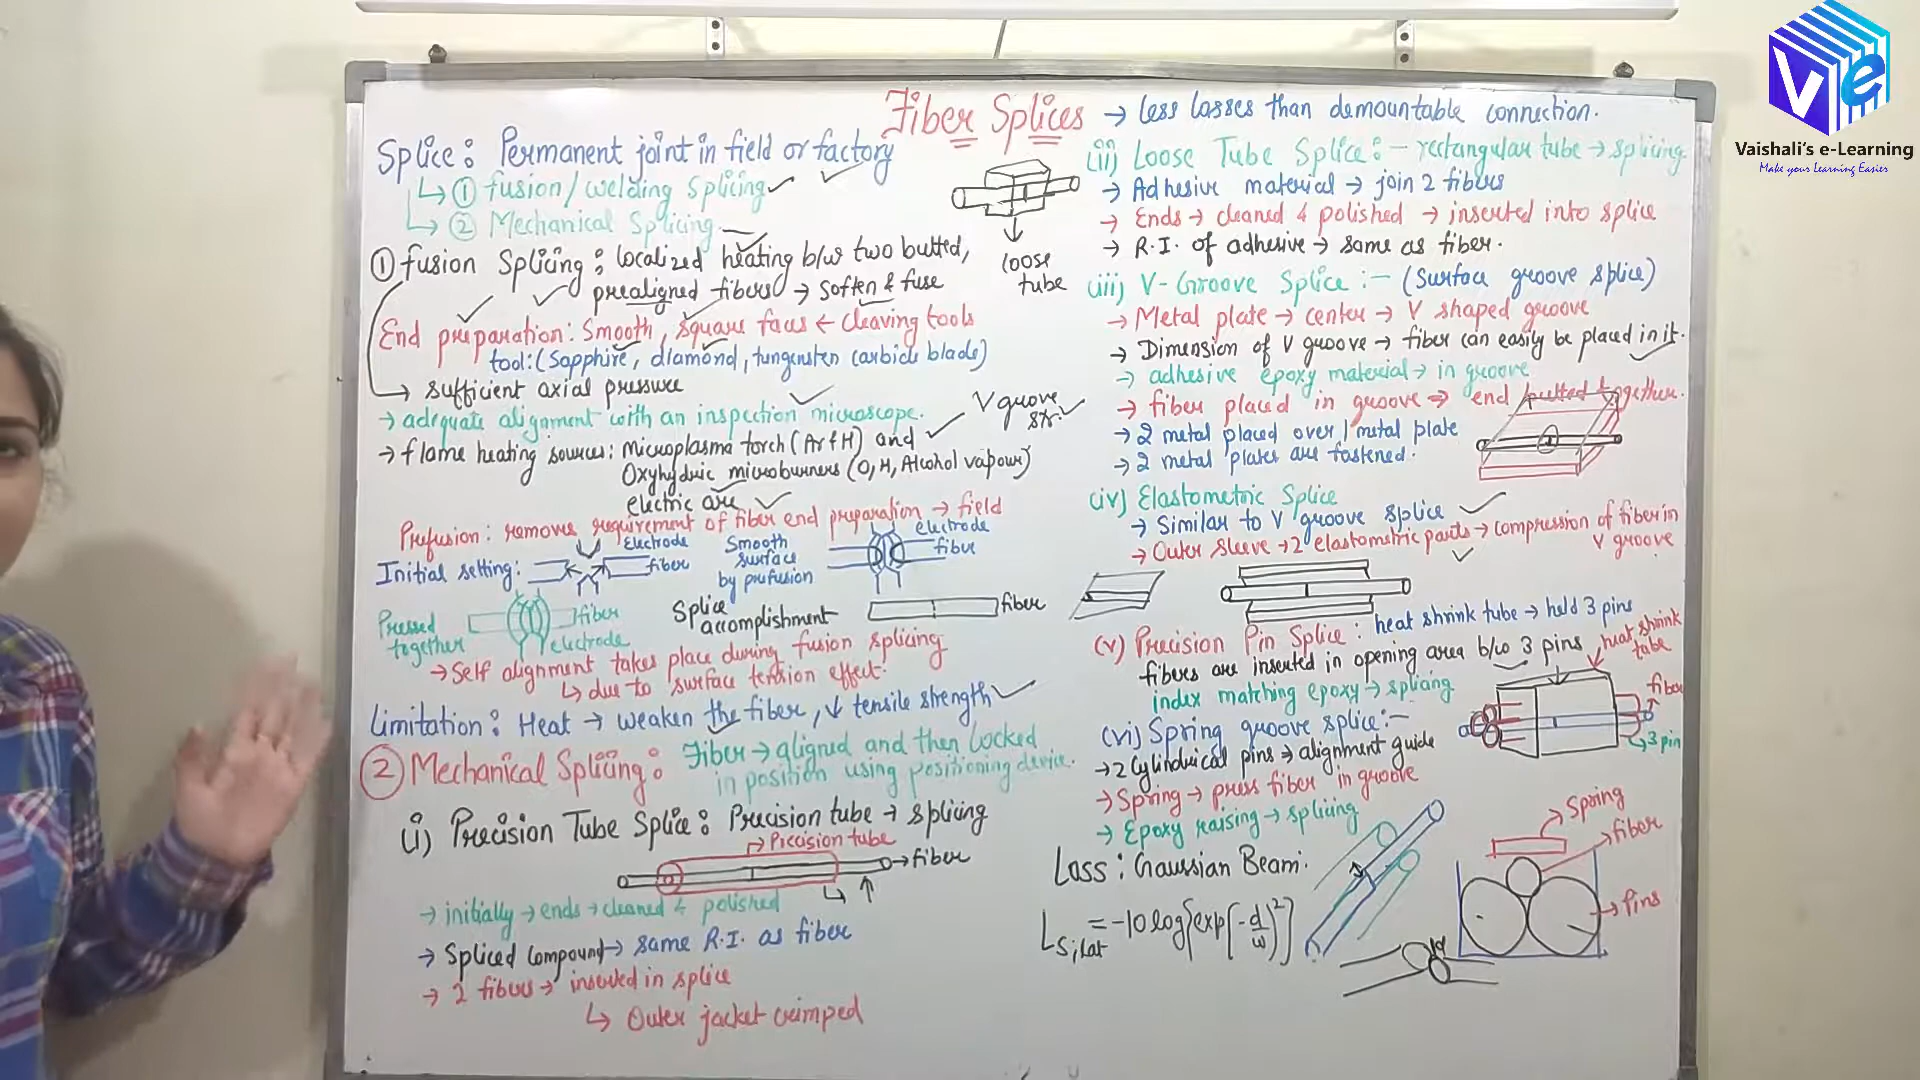 Fiber Splices → less losses than demountable connection.
Splice: Permanent joint in field or factory
↳ ① fusion/welding splicing
↳ ② Mechanical Splicing
① fusion Splicing: localized heating b/w two butted,
prealigned fibers → soften & fuse
End preparation: Smooth, square faces ← cleaving tools
tool: (Sapphire, diamond, tungensten carbide blade)
→ sufficient axial pressure
→ adequate alignment with an inspection microscope.
V groove
str.
→ flame heating sources: Microplasma torch (Ar & H) and
Oxyhydric microburners (O, H, Alcohol vapour)
electric arc
Prefusion: removes requirement of fiber end preparation → field
Initial setting:
Electrode
fiber
Smooth
surface
by prefusion
electrode
fiber
Pressed
together
fiber
electrode
Splice
accomplishment
fiber
→ Self alignment takes place during fusion splicing
↳ due to surface tension effect.
Limitation: Heat → weaken the fiber, ↓ tensile strength
② Mechanical Splicing: Fiber → aligned and then locked
in position using positioning device.
(i) Precision Tube Splice: Precision tube → splicing
→ Precision tube
→ fiber
→ initially → ends → cleaned & polished
→ Spliced compound → same R.I. as fiber
→ 2 fibers → inserted in splice
↳ Outer jacket crimped
loose
tube
(ii) Loose Tube Splice: - rectangular tube → splicing
→ Adhesive material → join 2 fibers
→ Ends → cleaned & polished → inserted into splice
→ R.I. of adhesive → same as fiber.
(iii) V-Groove Splice :- (Surface groove splice)
→ Metal plate → center → V shaped groove
→ Dimension of V groove → fiber can easily be placed in it.
→ adhesive epoxy material → in groove
→ fiber placed in groove → end butted together.
→ 2 metal placed over 1 metal plate
→ 2 metal plates are fastened.
(iv) Elastometric Splice
→ Similar to V groove splice
→ Outer sleeve → 2 elastometric parts → compression of fiber in
V groove
(v) Precision Pin Splice: heat shrink tube → held 3 pins
fibers are inserted in opening area b/w 3 pins
index matching epoxy → splicing
heat shrink
tube
fiber
3 pin
(vi) Spring groove splice:-
→ 2 cylindrical pins → alignment guide
→ Spring → press fiber in groove
→ Epoxy raising → splicing
Spring
fiber
Pins
Loss: Gaussian Beam.
L S,lat = -10 log{exp(-d/ω)²}
d
Ve
Vaishali's e-Learning
Make your Learning Easier